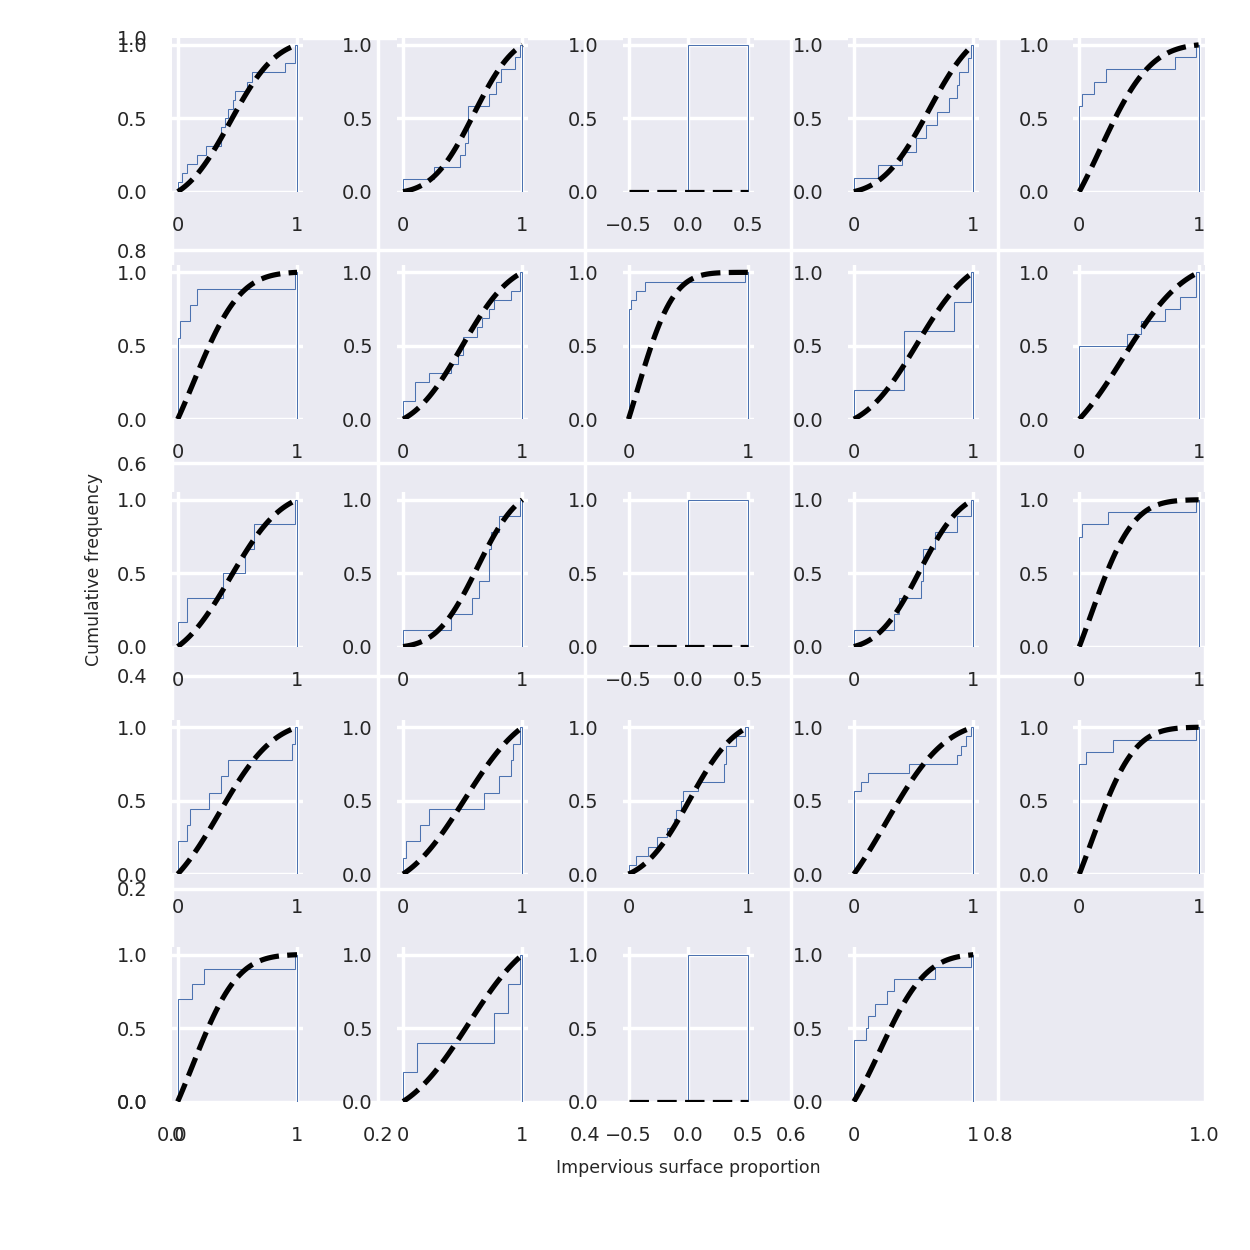 1.0
1.0 1.0 1.0 1.0 1.0
0.5 0.5 0.5 0.5 0.5
0.0 0.0 0.0 0.0 0.0
0 1 0 1 −0.5 0.0 0.5 0 1 0 1
0.8
1.0 1.0 1.0 1.0 1.0
0.5 0.5 0.5 0.5 0.5
0.0 0.0 0.0 0.0 0.0
0 1 0 1 0 1 0 1 0 1
0.6
Cumulative frequency
1.0 1.0 1.0 1.0 1.0
0.5 0.5 0.5 0.5 0.5
0.0 0.0 0.0 0.0 0.0
0.4
0 1 0 1 −0.5 0.0 0.5 0 1 0 1
1.0 1.0 1.0 1.0 1.0
0.5 0.5 0.5 0.5 0.5
0.0 0.0 0.0 0.0 0.0
0.2
0 1 0 1 0 1 0 1 0 1
1.0 1.0 1.0 1.0
0.5 0.5 0.5 0.5
0.0 0.0 0.0 0.0 0.0
0.0 0 1 0.2 0 1 0.4 −0.5 0.0 0.5 0.6 0 1 0.8 1.0
Impervious surface proportion